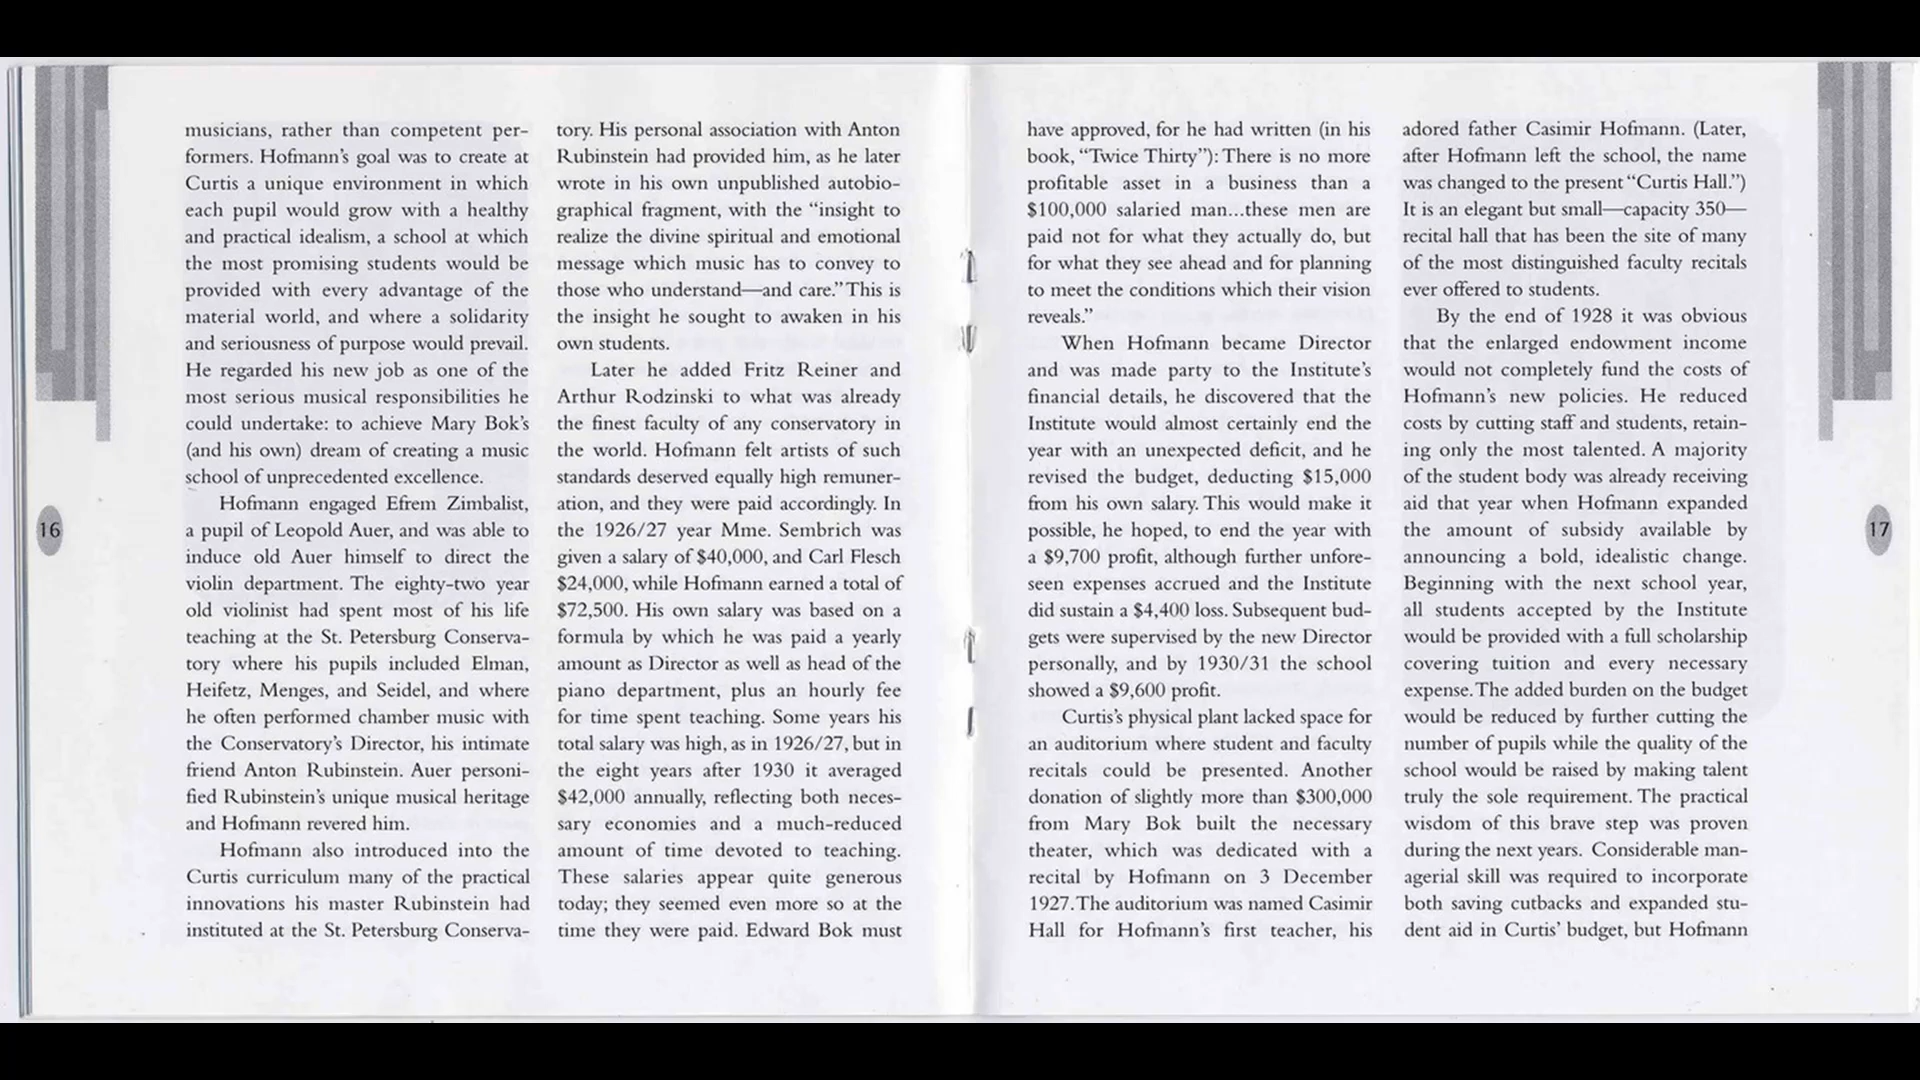 musicians, rather than competent per-
formers. Hofmann's goal was to create at
Curtis a unique environment in which
each pupil would grow with a healthy
and practical idealism, a school at which
the most promising students would be
provided with every advantage of the
material world, and where a solidarity
and seriousness of purpose would prevail.
He regarded his new job as one of the
most serious musical responsibilities he
could undertake: to achieve Mary Bok's
(and his own) dream of creating a music
school of unprecedented excellence.
Hofmann engaged Efrem Zimbalist,
a pupil of Leopold Auer, and was able to
induce old Auer himself to direct the
violin department. The eighty-two year
old violinist had spent most of his life
teaching at the St. Petersburg Conserva-
tory where his pupils included Elman,
Heifetz, Menges, and Seidel, and where
he often performed chamber music with
the Conservatory's Director, his intimate
friend Anton Rubinstein. Auer personi-
fied Rubinstein's unique musical heritage
and Hofmann revered him.
Hofmann also introduced into the
Curtis curriculum many of the practical
innovations his master Rubinstein had
instituted at the St. Petersburg Conserva-
16
tory. His personal association with Anton
Rubinstein had provided him, as he later
wrote in his own unpublished autobio-
graphical fragment, with the “insight to
realize the divine spiritual and emotional
message which music has to convey to
those who understand—and care.” This is
the insight he sought to awaken in his
own students.
Later he added Fritz Reiner and
Arthur Rodzinski to what was already
the finest faculty of any conservatory in
the world. Hofmann felt artists of such
standards deserved equally high remuner-
ation, and they were paid accordingly. In
the 1926/27 year Mme. Sembrich was
given a salary of $40,000, and Carl Flesch
$24,000, while Hofmann earned a total of
$72,500. His own salary was based on a
formula by which he was paid a yearly
amount as Director as well as head of the
piano department, plus an hourly fee
for time spent teaching. Some years his
total salary was high, as in 1926/27, but in
the eight years after 1930 it averaged
$42,000 annually, reflecting both neces-
sary economies and a much-reduced
amount of time devoted to teaching.
These salaries appear quite generous
today; they seemed even more so at the
time they were paid. Edward Bok must
have approved, for he had written (in his
book, “Twice Thirty”): There is no more
profitable asset in a business than a
$100,000 salaried man...these men are
paid not for what they actually do, but
for what they see ahead and for planning
to meet the conditions which their vision
reveals.”
When Hofmann became Director
and was made party to the Institute's
financial details, he discovered that the
Institute would almost certainly end the
year with an unexpected deficit, and he
revised the budget, deducting $15,000
from his own salary. This would make it
possible, he hoped, to end the year with
a $9,700 profit, although further unfore-
seen expenses accrued and the Institute
did sustain a $4,400 loss. Subsequent bud-
gets were supervised by the new Director
personally, and by 1930/31 the school
showed a $9,600 profit.
Curtis's physical plant lacked space for
an auditorium where student and faculty
recitals could be presented. Another
donation of slightly more than $300,000
from Mary Bok built the necessary
theater, which was dedicated with a
recital by Hofmann on 3 December
1927. The auditorium was named Casimir
Hall for Hofmann's first teacher, his
adored father Casimir Hofmann. (Later,
after Hofmann left the school, the name
was changed to the present “Curtis Hall.”)
It is an elegant but small—capacity 350—
recital hall that has been the site of many
of the most distinguished faculty recitals
ever offered to students.
By the end of 1928 it was obvious
that the enlarged endowment income
would not completely fund the costs of
Hofmann's new policies. He reduced
costs by cutting staff and students, retain-
ing only the most talented. A majority
of the student body was already receiving
aid that year when Hofmann expanded
the amount of subsidy available by
announcing a bold, idealistic change.
Beginning with the next school year,
all students accepted by the Institute
would be provided with a full scholarship
covering tuition and every necessary
expense. The added burden on the budget
would be reduced by further cutting the
number of pupils while the quality of the
school would be raised by making talent
truly the sole requirement. The practical
wisdom of this brave step was proven
during the next years. Considerable man-
agerial skill was required to incorporate
both saving cutbacks and expanded stu-
dent aid in Curtis' budget, but Hofmann
17